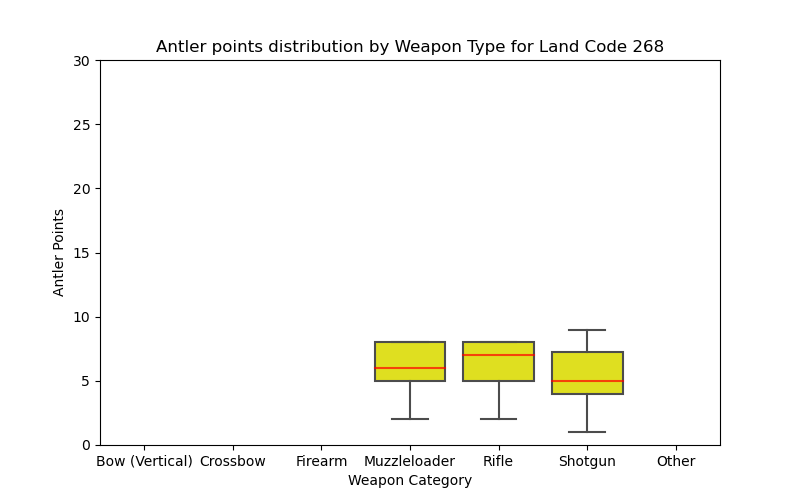 Antler points distribution by Weapon Type for Land Code 268
30
25
20
15
10
5
0
Antler Points
Bow (Vertical) Crossbow Firearm Muzzleloader Rifle Shotgun Other
Weapon Category